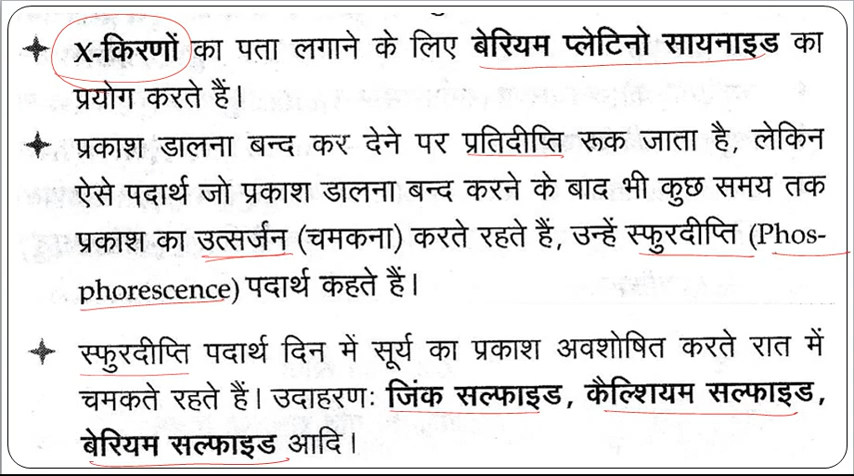 X-किरणों का पता लगाने के लिए बेरियम प्लेटिनो सायनाइड का
प्रयोग करते हैं।
प्रकाश डालना बन्द कर देने पर प्रतिदीप्ति रूक जाता है, लेकिन
ऐसे पदार्थ जो प्रकाश डालना बन्द करने के बाद भी कुछ समय तक
प्रकाश का उत्सर्जन (चमकना) करते रहते हैं, उन्हें स्फुरदीप्ति (Phos-
phorescence) पदार्थ कहते हैं।
स्फुरदीप्ति पदार्थ दिन में सूर्य का प्रकाश अवशोषित करते रात में
चमकते रहते हैं। उदाहरणः जिंक सल्फाइड, कैल्शियम सल्फाइड,
बेरियम सल्फाइड आदि।